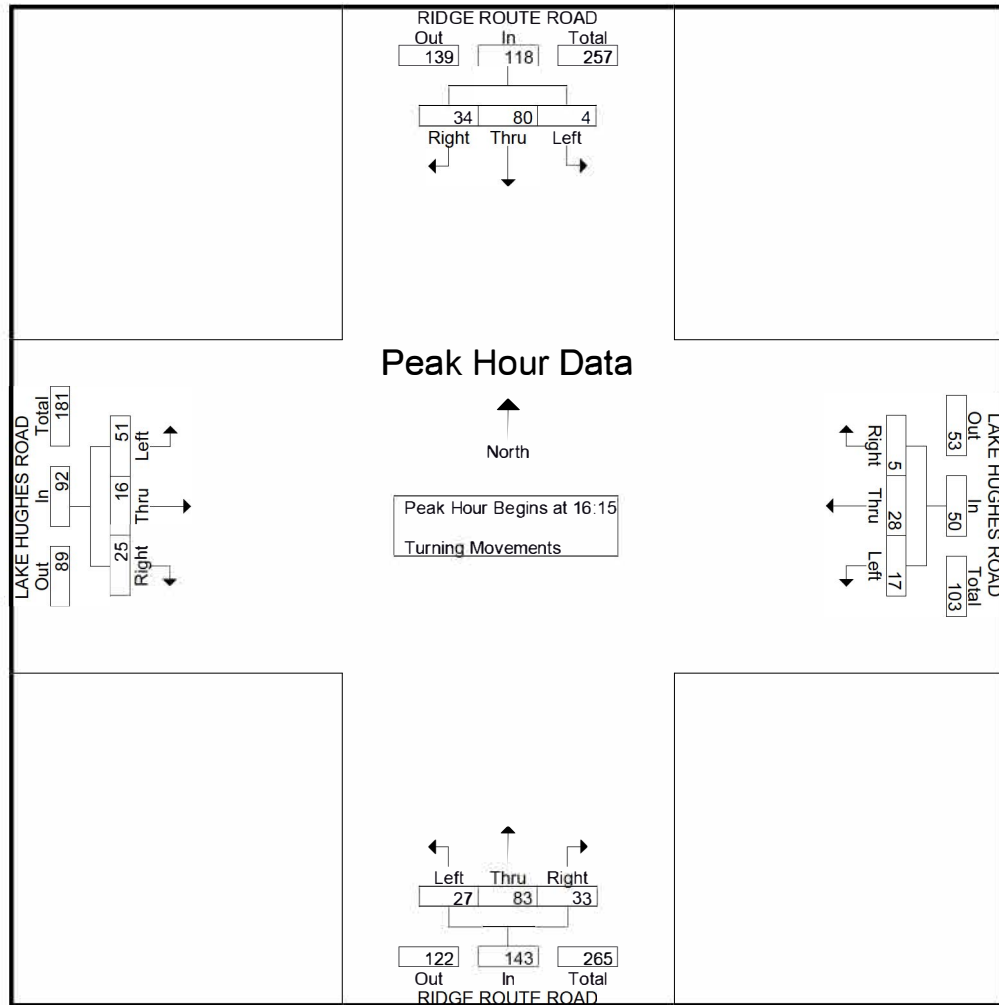 RIDGE ROUTE ROAD
Out In Total
139 118 257
34 80 4
Right Thru Left
Peak Hour Data
North
Peak Hour Begins at 16:15
Turning Movements
LAKE HUGHES ROAD
Out In Total
89 92 181
51 16 25
Left Thru Right
LAKE HUGHES ROAD
Out In Total
53 50 103
Right Thru Left
5 28 17
Left Thru Right
27 83 33
122 143 265
Out In Total
RIDGE ROUTE ROAD